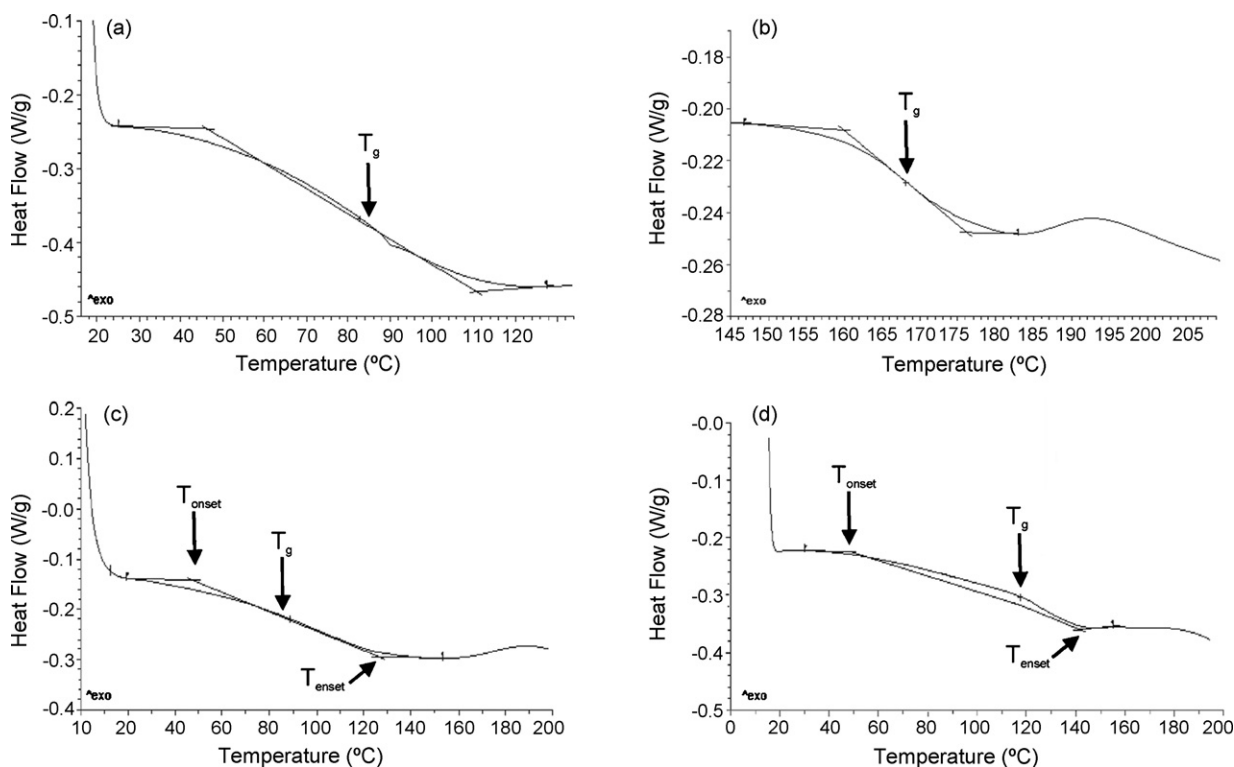 (a)
Heat Flow (W/g)
-0.1
-0.2
-0.3
-0.4
-0.5
Tg
^exo
20 30 40 50 60 70 80 90 100 110 120
Temperature (ºC)
(b)
Heat Flow (W/g)
-0.18
-0.20
-0.22
-0.24
-0.26
-0.28
Tg
^exo
145 150 155 160 168 170 175 183 192 195 205
Temperature (ºC)
(c)
Heat Flow (W/g)
0.2
0.1
-0.0
-0.1
-0.2
-0.3
-0.4
Tonset
Tg
Tenset
^exo
10 20 40 60 80 100 120 140 160 180 200
Temperature (ºC)
(d)
Heat Flow (W/g)
-0.0
-0.1
-0.2
-0.3
-0.4
-0.5
Tonset
Tg
Tenset
^exo
0 20 40 60 80 100 120 140 160 180 200
Temperature (ºC)